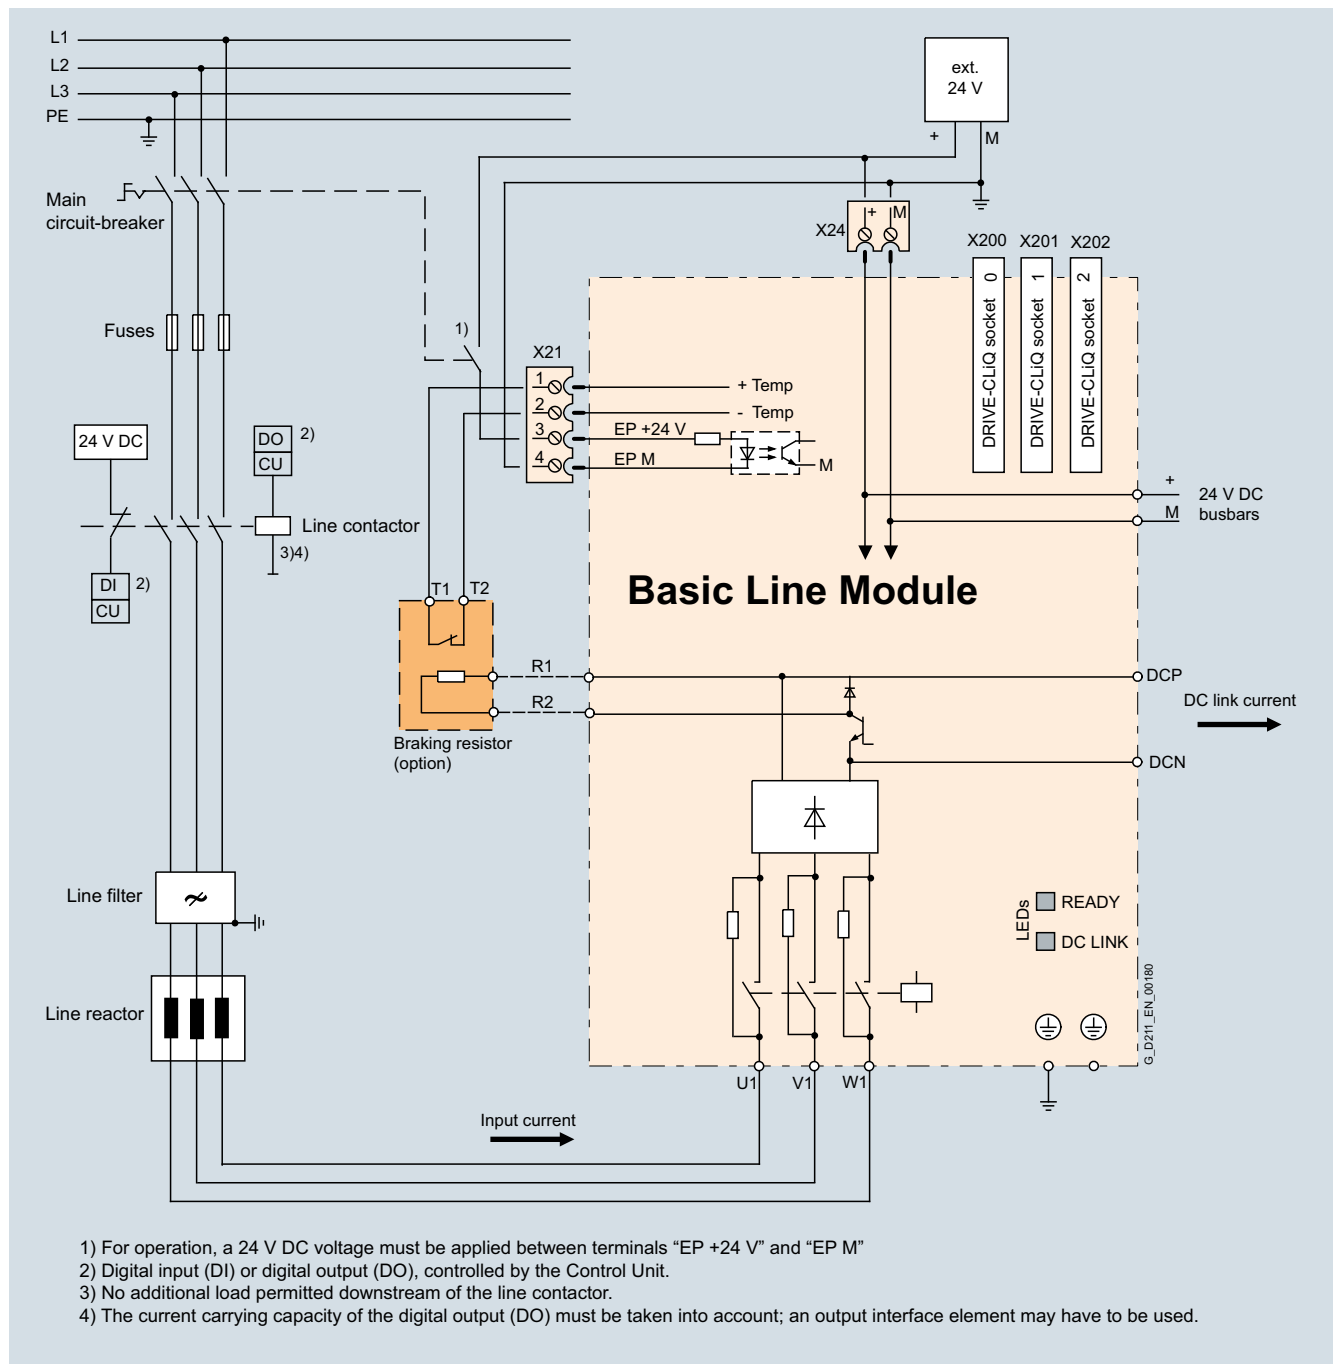 L1
L2
L3
PE
ext.
24 V
+
M
Main
circuit-breaker
X24
+ M
X200 X201 X202
DRIVE-CLiQ socket 0
DRIVE-CLiQ socket 1
DRIVE-CLiQ socket 2
Fuses
1)
X21
1
2
3
4
+ Temp
- Temp
EP +24 V
EP M
M
24 V DC
DO
CU
2)
Line contactor
3)4)
DI
CU
2)
+
M
24 V DC
busbars
T1 T2
Basic Line Module
R1
R2
DCP
DC link current
DCN
Braking resistor
(option)
Line filter
Line reactor
LEDs
READY
DC LINK
G_D211_EN_00180
U1 V1 W1
Input current
1) For operation, a 24 V DC voltage must be applied between terminals “EP +24 V” and “EP M”
2) Digital input (DI) or digital output (DO), controlled by the Control Unit.
3) No additional load permitted downstream of the line contactor.
4) The current carrying capacity of the digital output (DO) must be taken into account; an output interface element may have to be used.